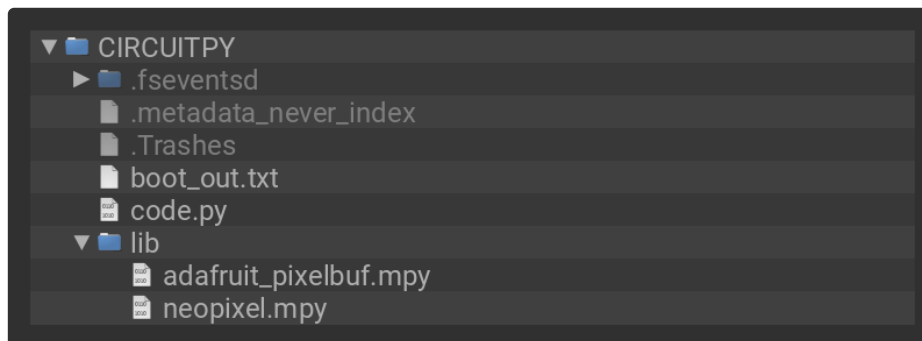 CIRCUITPY
.fseventsd
.metadata_never_index
.Trashes
boot_out.txt
code.py
lib
adafruit_pixelbuf.mpy
neopixel.mpy